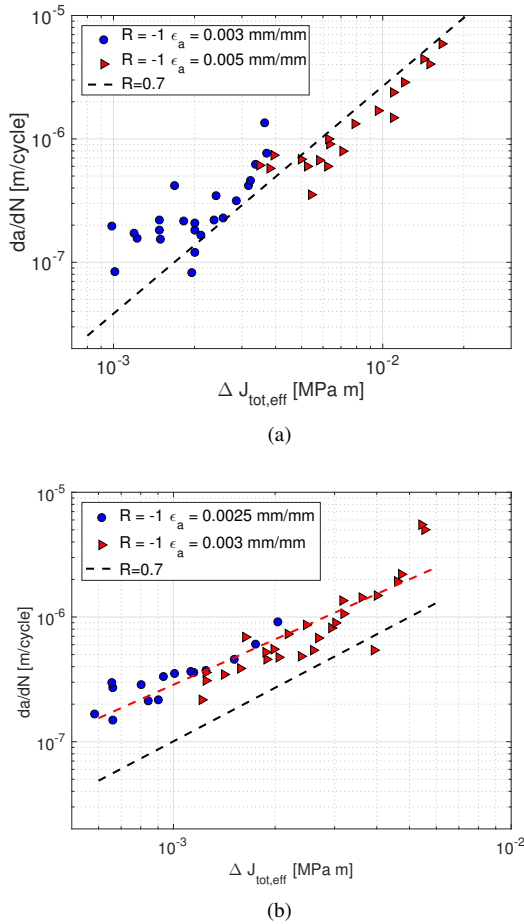 10^-5
R = -1 ϵ_a = 0.003 mm/mm
R = -1 ϵ_a = 0.005 mm/mm
R=0.7
da/dN [m/cycle]
10^-6
10^-7
10^-3
10^-2
Δ J_tot,eff [MPa m]
(a)
10^-5
R = -1 ϵ_a = 0.0025 mm/mm
R = -1 ϵ_a = 0.003 mm/mm
R=0.7
da/dN [m/cycle]
10^-6
10^-7
10^-3
10^-2
Δ J_tot,eff [MPa m]
(b)